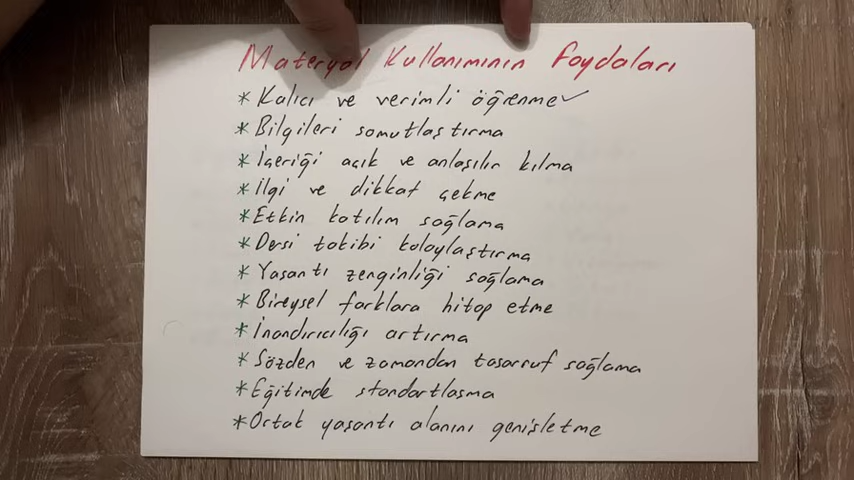 Materyal Kullanımının Faydaları
* Kalıcı ve verimli öğrenme ✓
* Bilgileri somutlaştırma
* İçeriği açık ve anlaşılır kılma
* İlgi ve dikkat çekme
* Etkin katılım sağlama
* Dersi takibi kolaylaştırma
* Yaşantı zenginliği sağlama
* Bireysel farklara hitap etme
* İnandırıcılığı artırma
* Sözden ve zamandan tasarruf sağlama
* Eğitimde standartlaşma
* Ortak yaşantı alanını genişletme